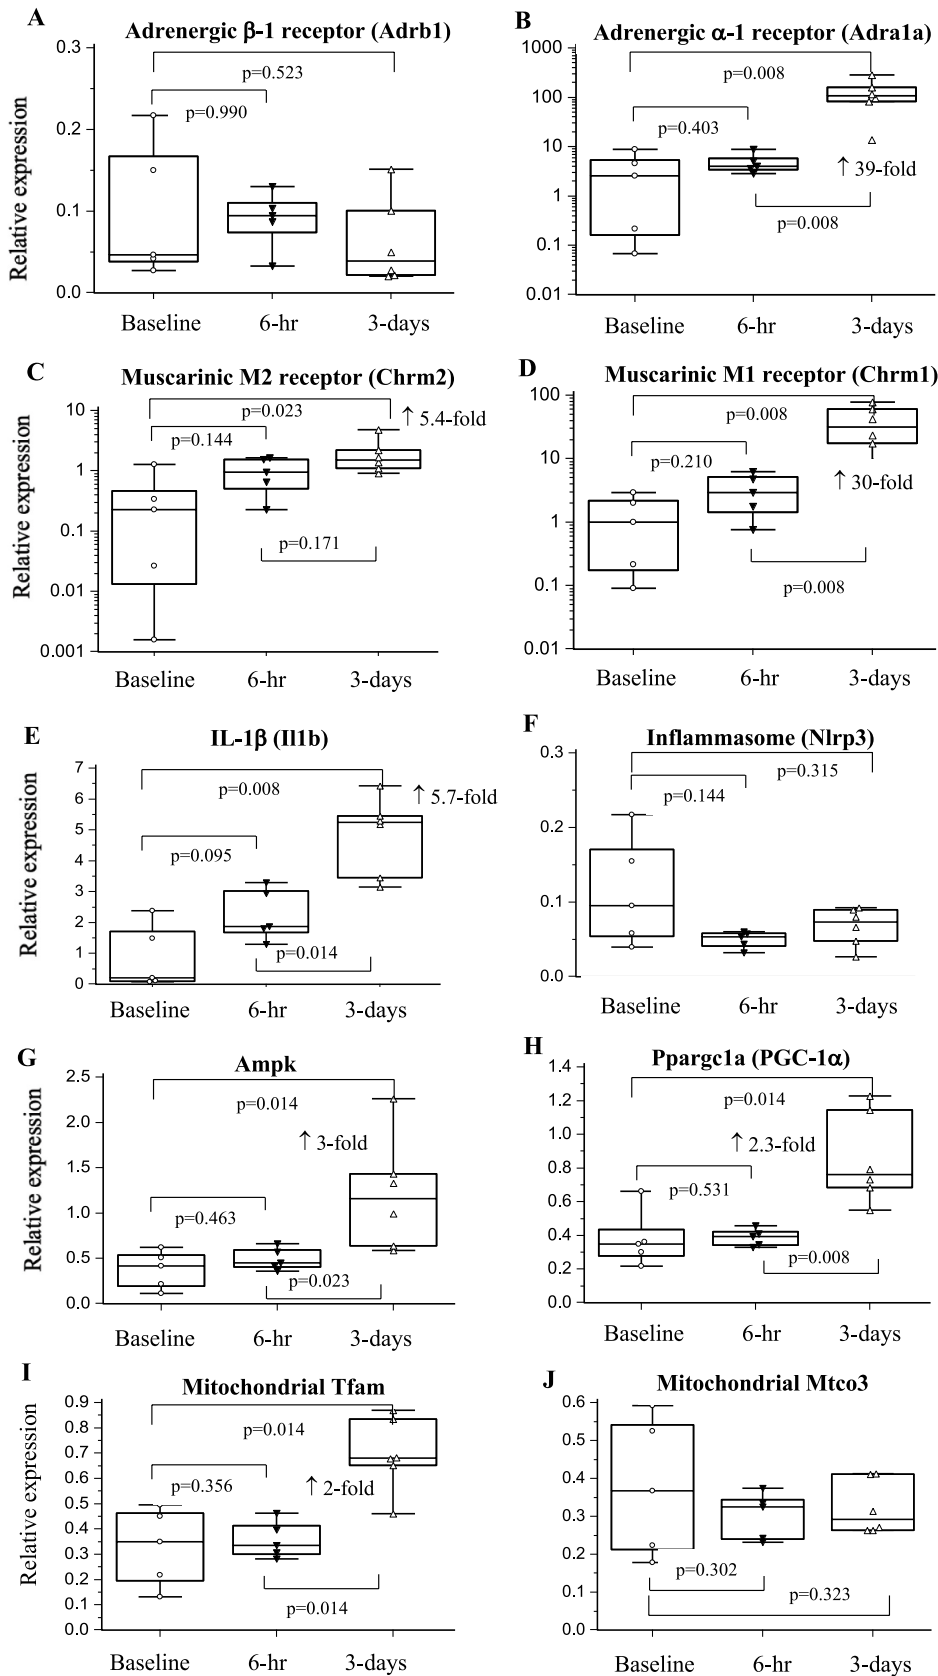 A
Adrenergic β-1 receptor (Adrb1)
0.3
0.2
0.1
0.0
Relative expression
p=0.523
p=0.990
Baseline 6-hr 3-days
B
Adrenergic α-1 receptor (Adra1a)
1000
100
10
1
0.1
0.01
p=0.008
p=0.403
↑ 39-fold
p=0.008
Baseline 6-hr 3-days
C
Muscarinic M2 receptor (Chrm2)
10
1
0.1
0.01
0.001
Relative expression
p=0.023
↑ 5.4-fold
p=0.144
p=0.171
Baseline 6-hr 3-days
D
Muscarinic M1 receptor (Chrm1)
100
10
1
0.1
0.01
p=0.008
p=0.210
↑ 30-fold
p=0.008
Baseline 6-hr 3-days
E
IL-1β (Il1b)
7
6
5
4
3
2
1
0
Relative expression
p=0.008
↑ 5.7-fold
p=0.095
p=0.014
Baseline 6-hr 3-days
F
Inflammasome (Nlrp3)
0.3
0.2
0.1
0.0
p=0.315
p=0.144
Baseline 6-hr 3-days
G
Ampk
2.5
2.0
1.5
1.0
0.5
0.0
Relative expression
p=0.014
↑ 3-fold
p=0.463
p=0.023
Baseline 6-hr 3-days
H
Ppargc1a (PGC-1α)
1.4
1.2
1.0
0.8
0.6
0.4
0.2
0.0
p=0.014
↑ 2.3-fold
p=0.531
p=0.008
Baseline 6-hr 3-days
I
Mitochondrial Tfam
0.9
0.8
0.7
0.6
0.5
0.4
0.3
0.2
0.1
0.0
Relative expression
p=0.014
p=0.356
↑ 2-fold
p=0.014
Baseline 6-hr 3-days
J
Mitochondrial Mtco3
0.6
0.5
0.4
0.3
0.2
0.1
0.0
p=0.302
p=0.323
Baseline 6-hr 3-days